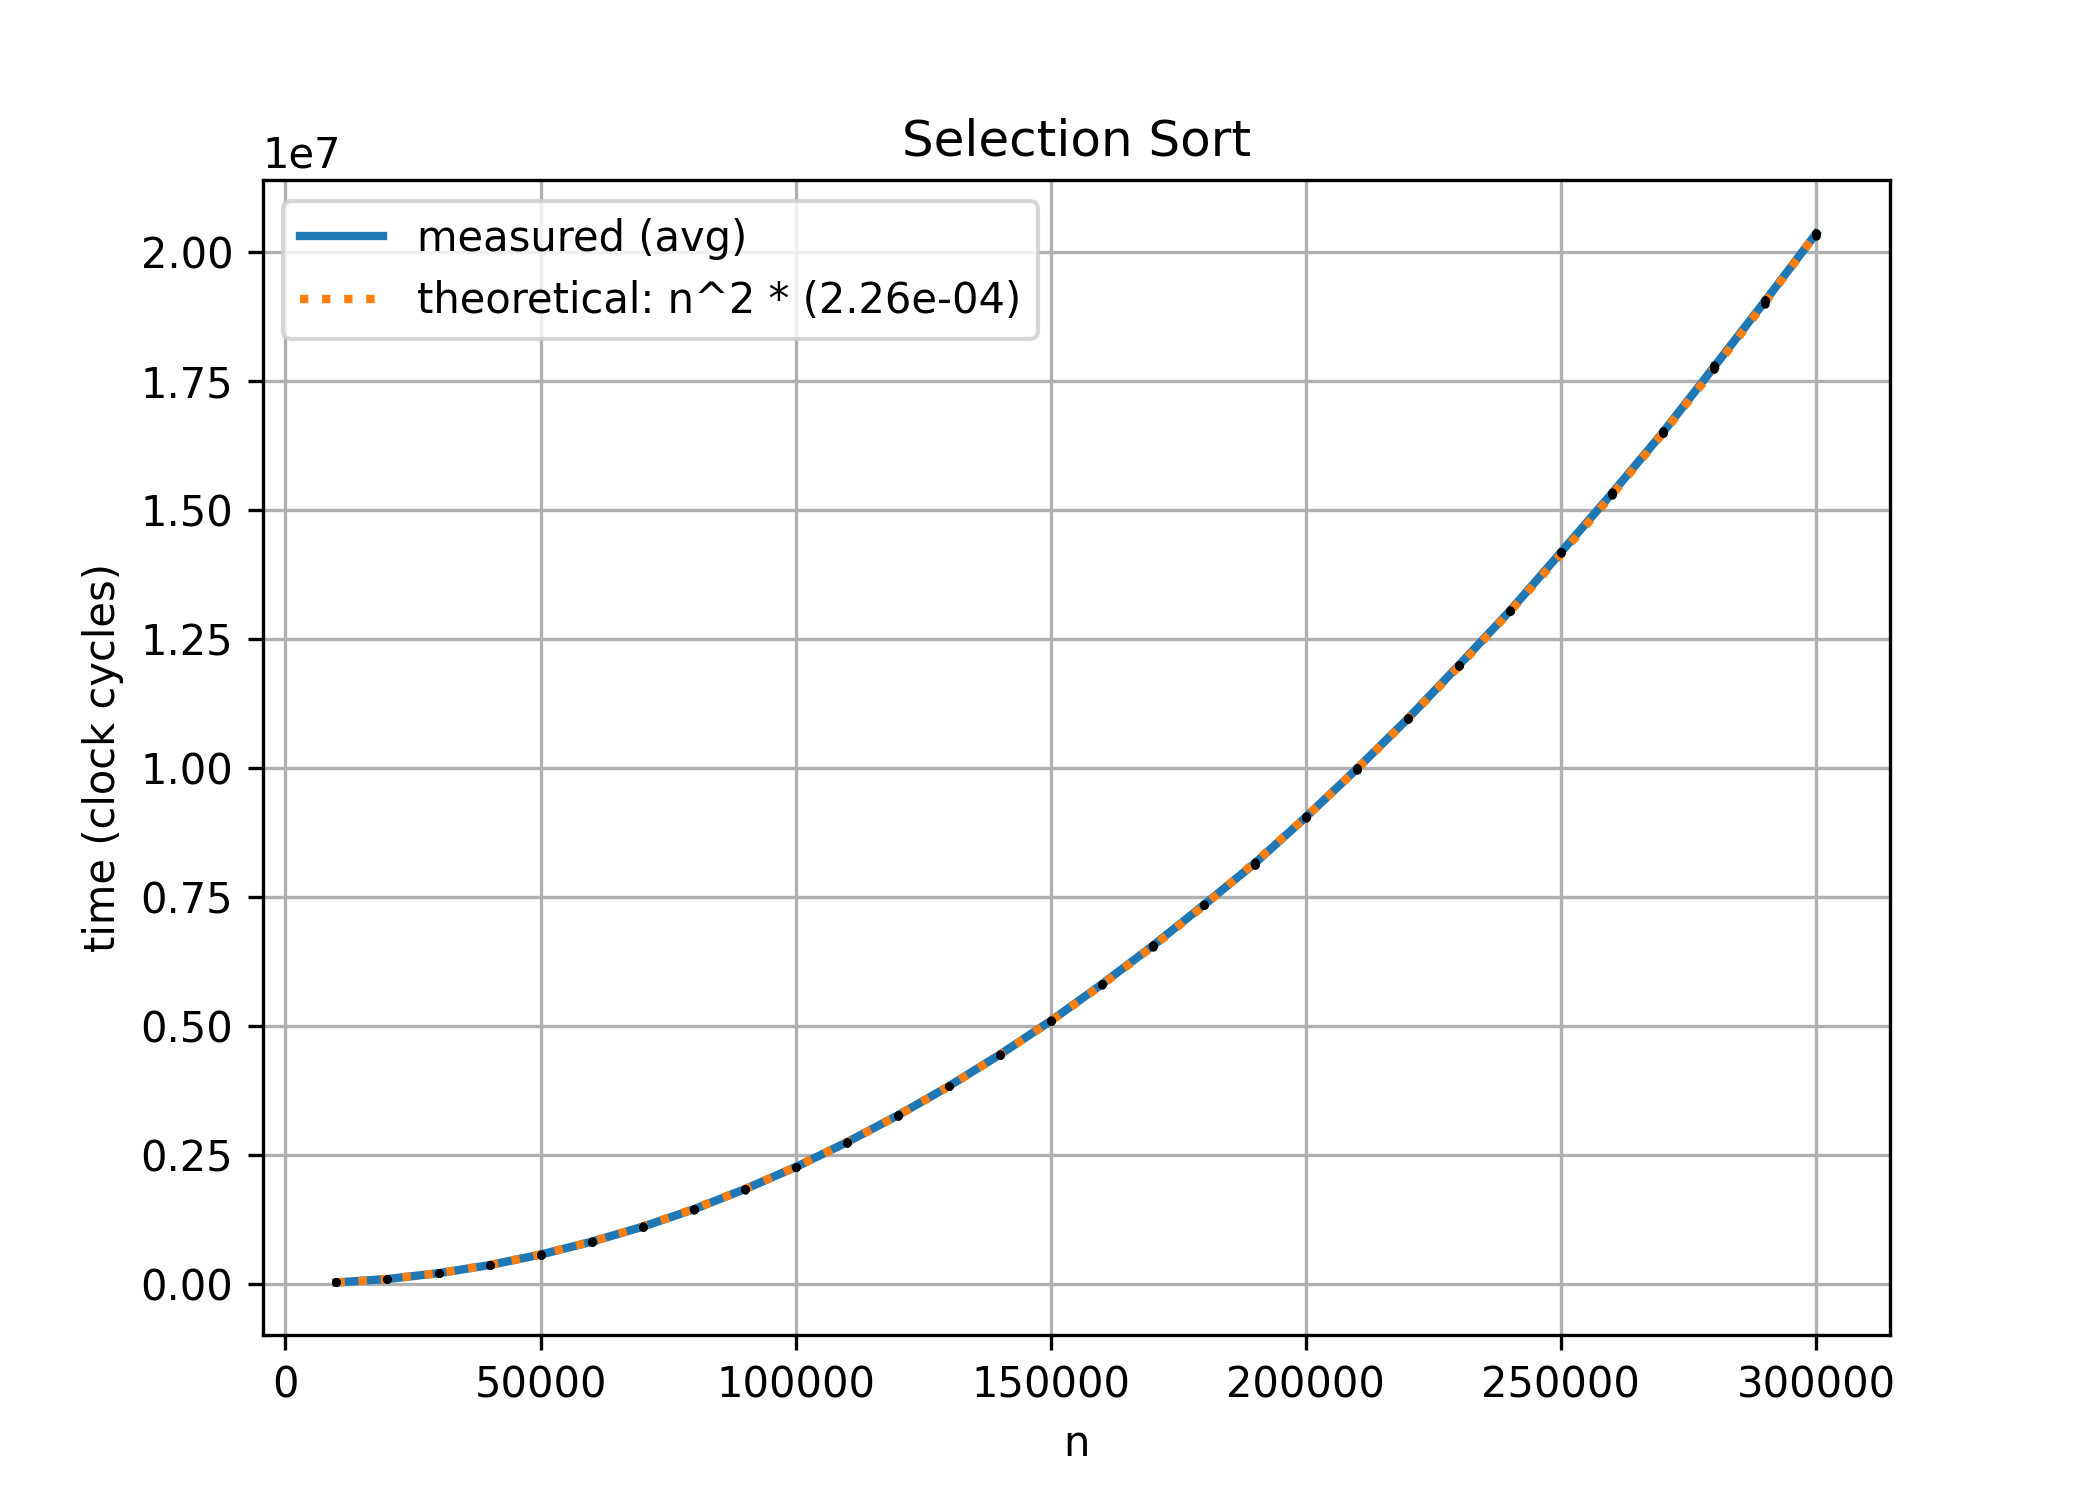 Selection Sort
1e7
measured (avg)
theoretical: n^2 * (2.26e-04)
2.00
1.75
1.50
1.25
1.00
0.75
0.50
0.25
0.00
time (clock cycles)
0 50000 100000 150000 200000 250000 300000
n